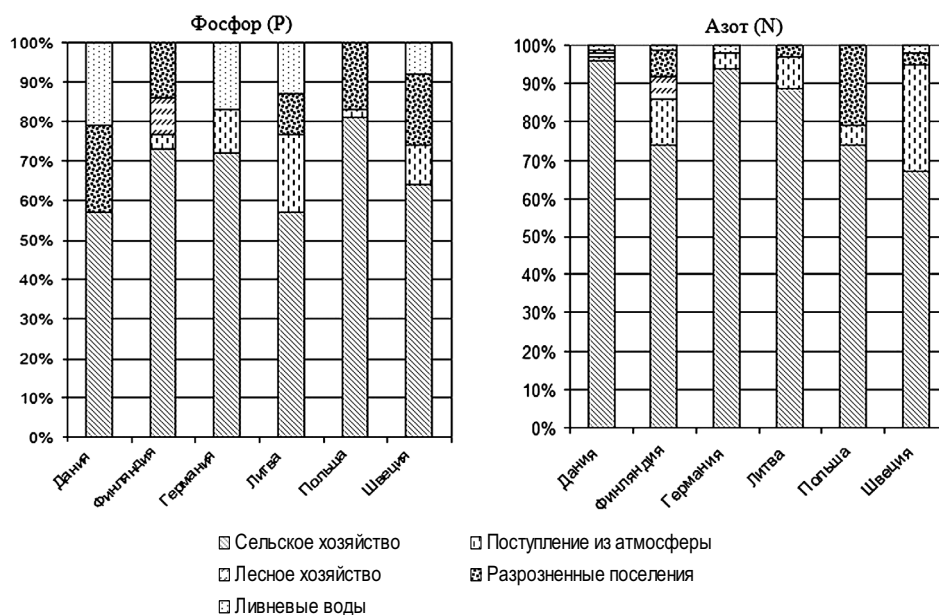 Фосфор (P)
100%
90%
80%
70%
60%
50%
40%
30%
20%
10%
0%
Дания
Финляндия
Германия
Литва
Польша
Швеция
Азот (N)
100%
90%
80%
70%
60%
50%
40%
30%
20%
10%
0%
Дания
Финляндия
Германия
Литва
Польша
Швеция
Сельское хозяйство
Поступление из атмосферы
Лесное хозяйство
Разрозненные поселения
Ливневые воды